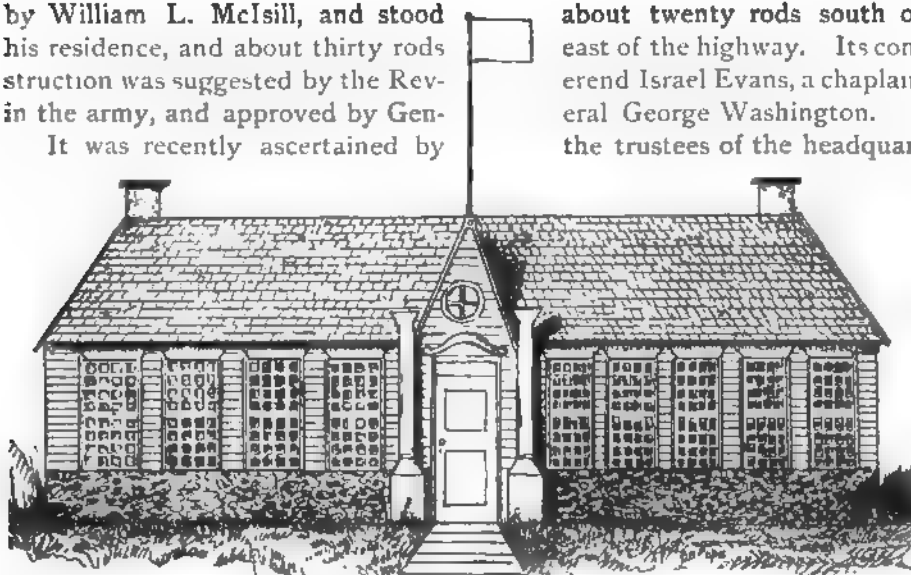 by William L. McIsill, and stood about twenty rods south o
his residence, and about thirty rods east of the highway. Its con
struction was suggested by the Rev- erend Israel Evans, a chaplain
in the army, and approved by Gen- eral George Washington.
It was recently ascertained by the trustees of the headquar